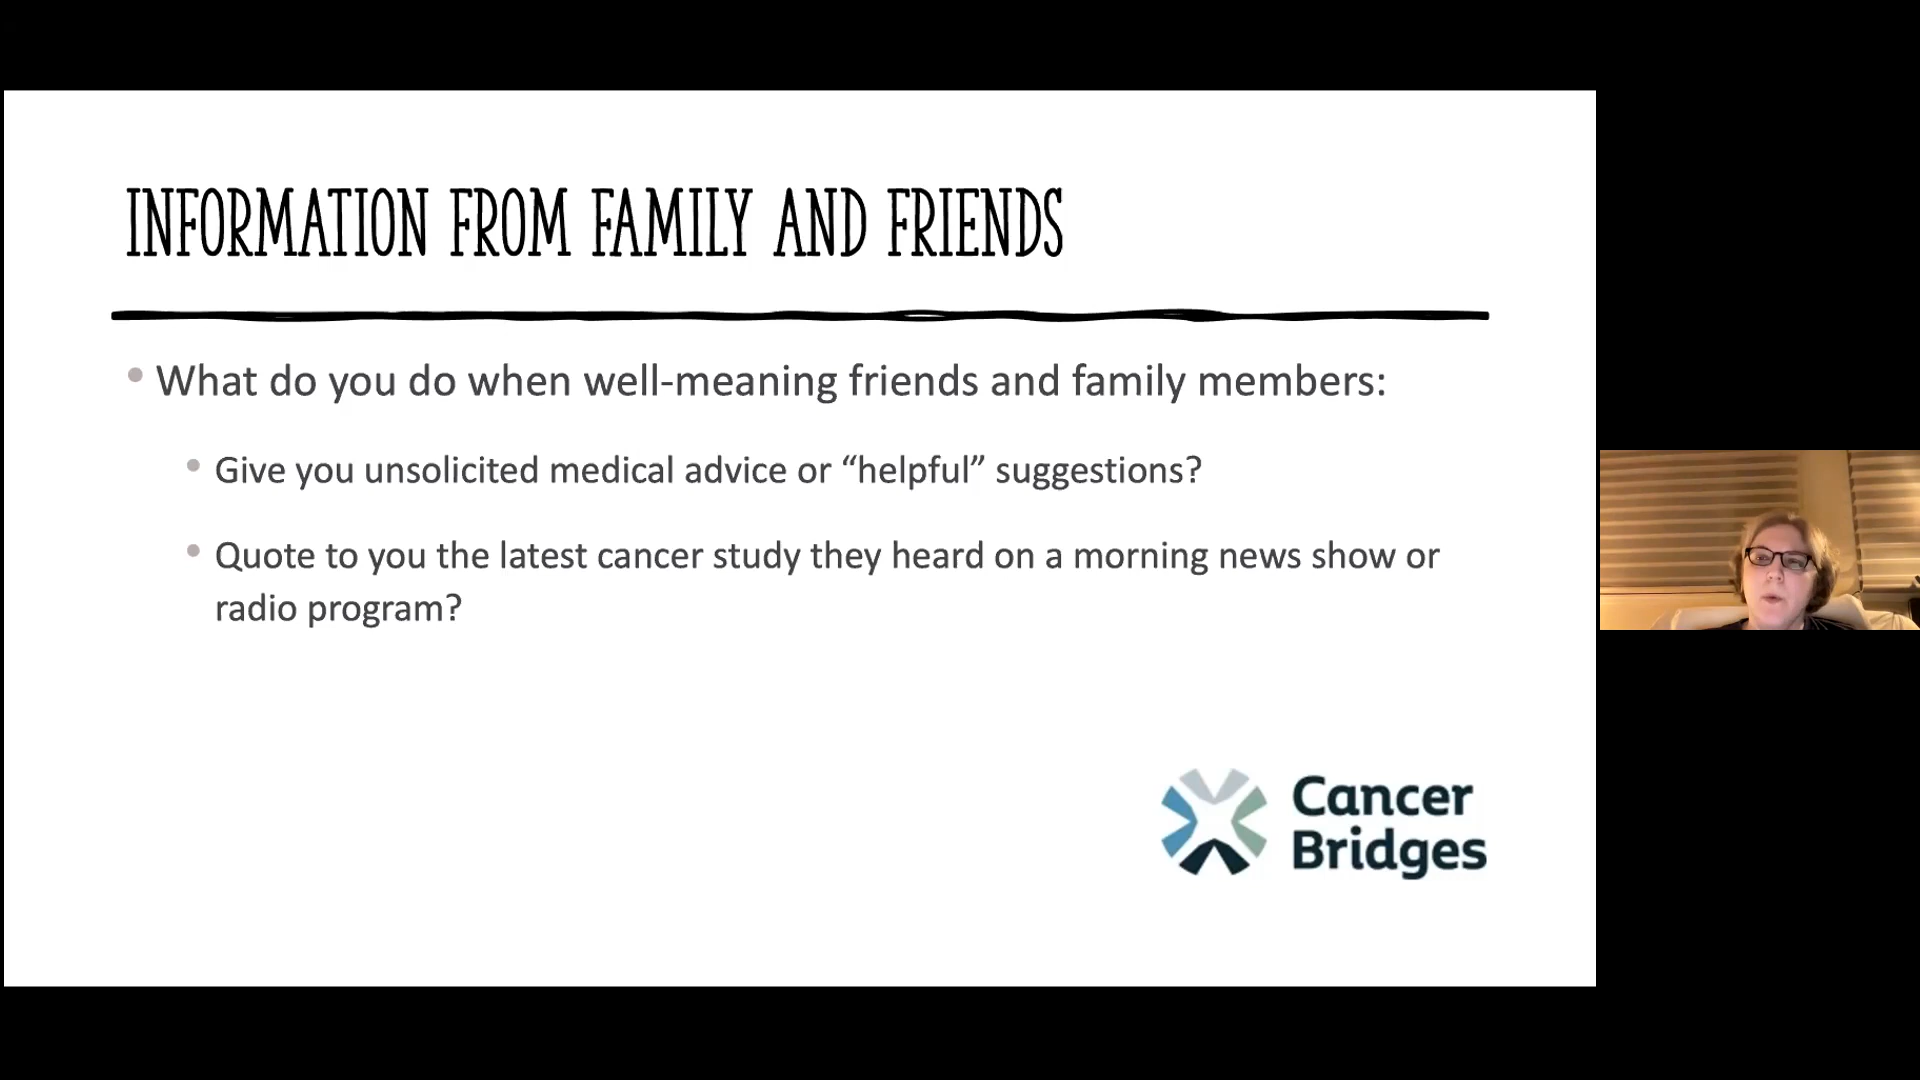 INFORMATION FROM FAMILY AND FRIENDS
• What do you do when well-meaning friends and family members:
• Give you unsolicited medical advice or “helpful” suggestions?
• Quote to you the latest cancer study they heard on a morning news show or
radio program?
Cancer
Bridges